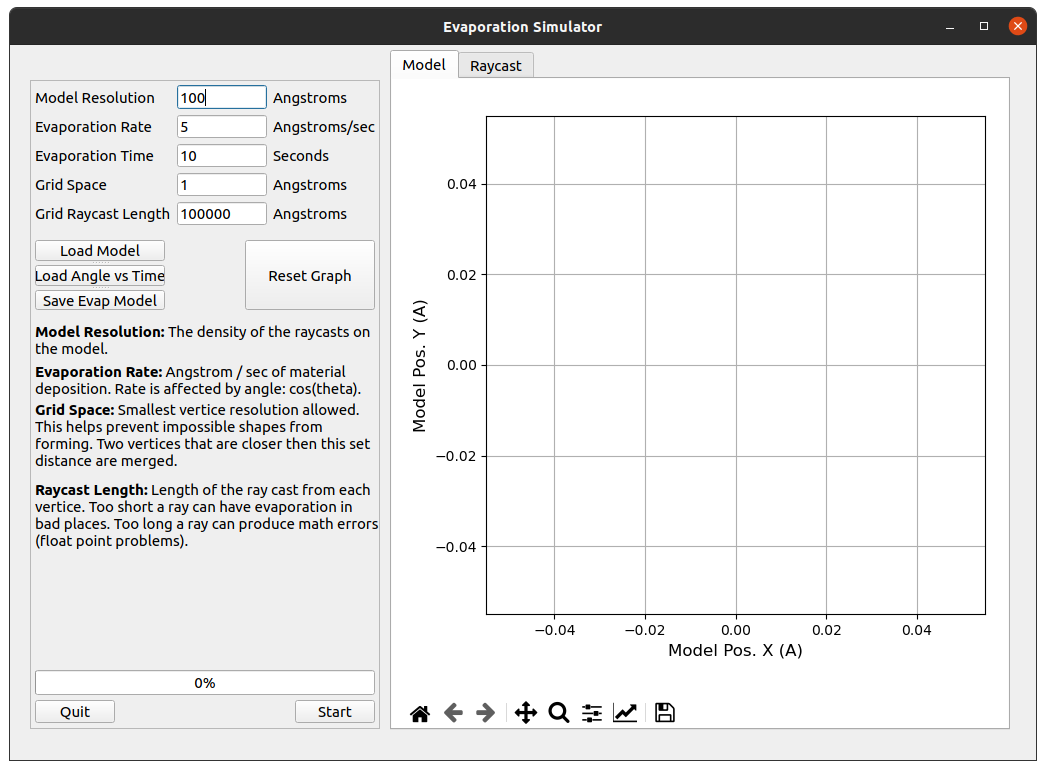 Evaporation Simulator
Model Raycast
Model Resolution 100 Angstroms
Evaporation Rate 5 Angstroms/sec
Evaporation Time 10 Seconds
Grid Space 1 Angstroms
Grid Raycast Length 100000 Angstroms
Load Model
Load Angle vs Time
Save Evap Model
Reset Graph
Model Resolution: The density of the raycasts on
the model.
Evaporation Rate: Angstrom / sec of material
deposition. Rate is affected by angle: cos(theta).
Grid Space: Smallest vertice resolution allowed.
This helps prevent impossible shapes from
forming. Two vertices that are closer then this set
distance are merged.
Raycast Length: Length of the ray cast from each
vertice. Too short a ray can have evaporation in
bad places. Too long a ray can produce math errors
(float point problems).
0%
Quit Start
Model Pos. Y (A)
0.04
0.02
0.00
−0.02
−0.04
−0.04 −0.02 0.00 0.02 0.04
Model Pos. X (A)